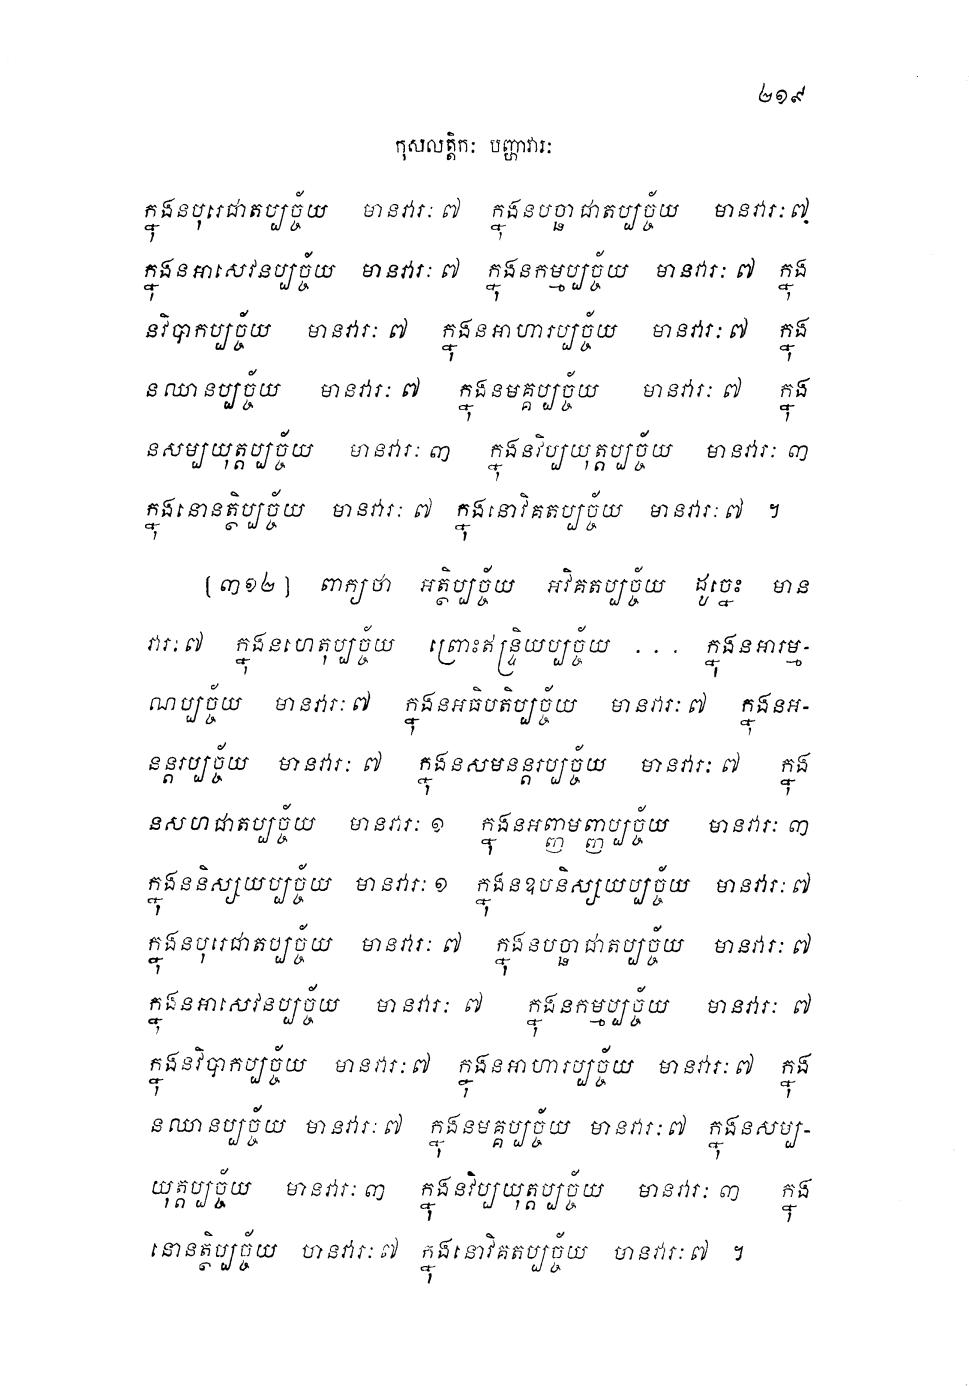 ២១៩
កុសលត្តិកៈ បញ្ហាវារៈ
ក្នុងនបុរេជាតប្បច្ច័យ មានវារៈ ៧ ក្នុងនបច្ឆាជាតប្បច្ច័យ មានវារៈ ៧
ក្នុងនអាសេវនប្បច្ច័យ មានវារៈ ៧ ក្នុងនកម្មប្បច្ច័យ មានវារៈ ៧ ក្នុង
នវិបាកប្បច្ច័យ មានវារៈ ៧ ក្នុងនអាហារប្បច្ច័យ មានវារៈ ៧ ក្នុង
នឈានប្បច្ច័យ មានវារៈ ៧ ក្នុងនមគ្គប្បច្ច័យ មានវារៈ ៧ ក្នុង
នសម្បយុត្តប្បច្ច័យ មានវារៈ ៣ ក្នុងនវិប្បយុត្តប្បច្ច័យ មានវារៈ ៣
ក្នុងនោនត្ថិប្បច្ច័យ មានវារៈ ៧ ក្នុងនោវិគតប្បច្ច័យ មានវារៈ ៧ ។
[៣១២] ពាក្យថា អត្ថិប្បច្ច័យ អវិគតប្បច្ច័យ ដូច្នេះ មាន
វារៈ ៧ ក្នុងនហេតុប្បច្ច័យ ព្រោះឥន្ទ្រិយប្បច្ច័យ . . . ក្នុងនអារម្ម-
ណប្បច្ច័យ មានវារៈ ៧ ក្នុងនអធិបតិប្បច្ច័យ មានវារៈ ៧ ក្នុងនអ-
នន្តរប្បច្ច័យ មានវារៈ ៧ ក្នុងនសមនន្តរប្បច្ច័យ មានវារៈ ៧ ក្នុង
នសហជាតប្បច្ច័យ មានវារៈ ១ ក្នុងនអញ្ញាមញ្ញប្បច្ច័យ មានវារៈ ៣
ក្នុងននិស្សយប្បច្ច័យ មានវារៈ ១ ក្នុងនឧបនិស្សយប្បច្ច័យ មានវារៈ ៧
ក្នុងនបុរេជាតប្បច្ច័យ មានវារៈ ៧ ក្នុងនបច្ឆាជាតប្បច្ច័យ មានវារៈ ៧
ក្នុងនអាសេវនប្បច្ច័យ មានវារៈ ៧ ក្នុងនកម្មប្បច្ច័យ មានវារៈ ៧
ក្នុងនវិបាកប្បច្ច័យ មានវារៈ ៧ ក្នុងនអាហារប្បច្ច័យ មានវារៈ ៧ ក្នុង
នឈានប្បច្ច័យ មានវារៈ ៧ ក្នុងនមគ្គប្បច្ច័យ មានវារៈ ៧ ក្នុងនសប្ប-
យុត្តប្បច្ច័យ មានវារៈ ៣ ក្នុងនវិប្បយុត្តប្បច្ច័យ មានវារៈ ៣ ក្នុង
នោនត្ថិប្បច្ច័យ មានវារៈ ៧ ក្នុងនោវិគតប្បច្ច័យ មានវារៈ ៧ ។